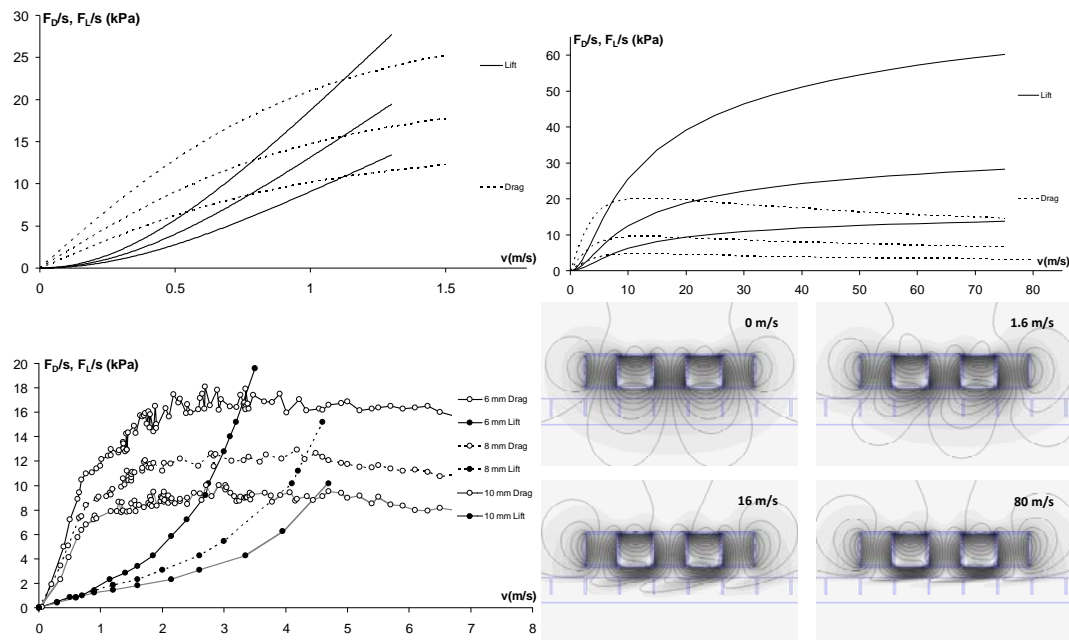 F_D/s, F_L/s (kPa)
30
25
20
15
10
5
0
0 0.5 1 1.5
v(m/s)
Lift
Drag
F_D/s, F_L/s (kPa)
60
50
40
30
20
10
0
0 10 20 30 40 50 60 70 80
v(m/s)
Lift
Drag
F_D/s, F_L/s (kPa)
20
18
16
14
12
10
8
6
4
2
0
0 1 2 3 4 5 6 7 8
v(m/s)
6 mm Drag
6 mm Lift
8 mm Drag
8 mm Lift
10 mm Drag
10 mm Lift
0 m/s
1.6 m/s
16 m/s
80 m/s